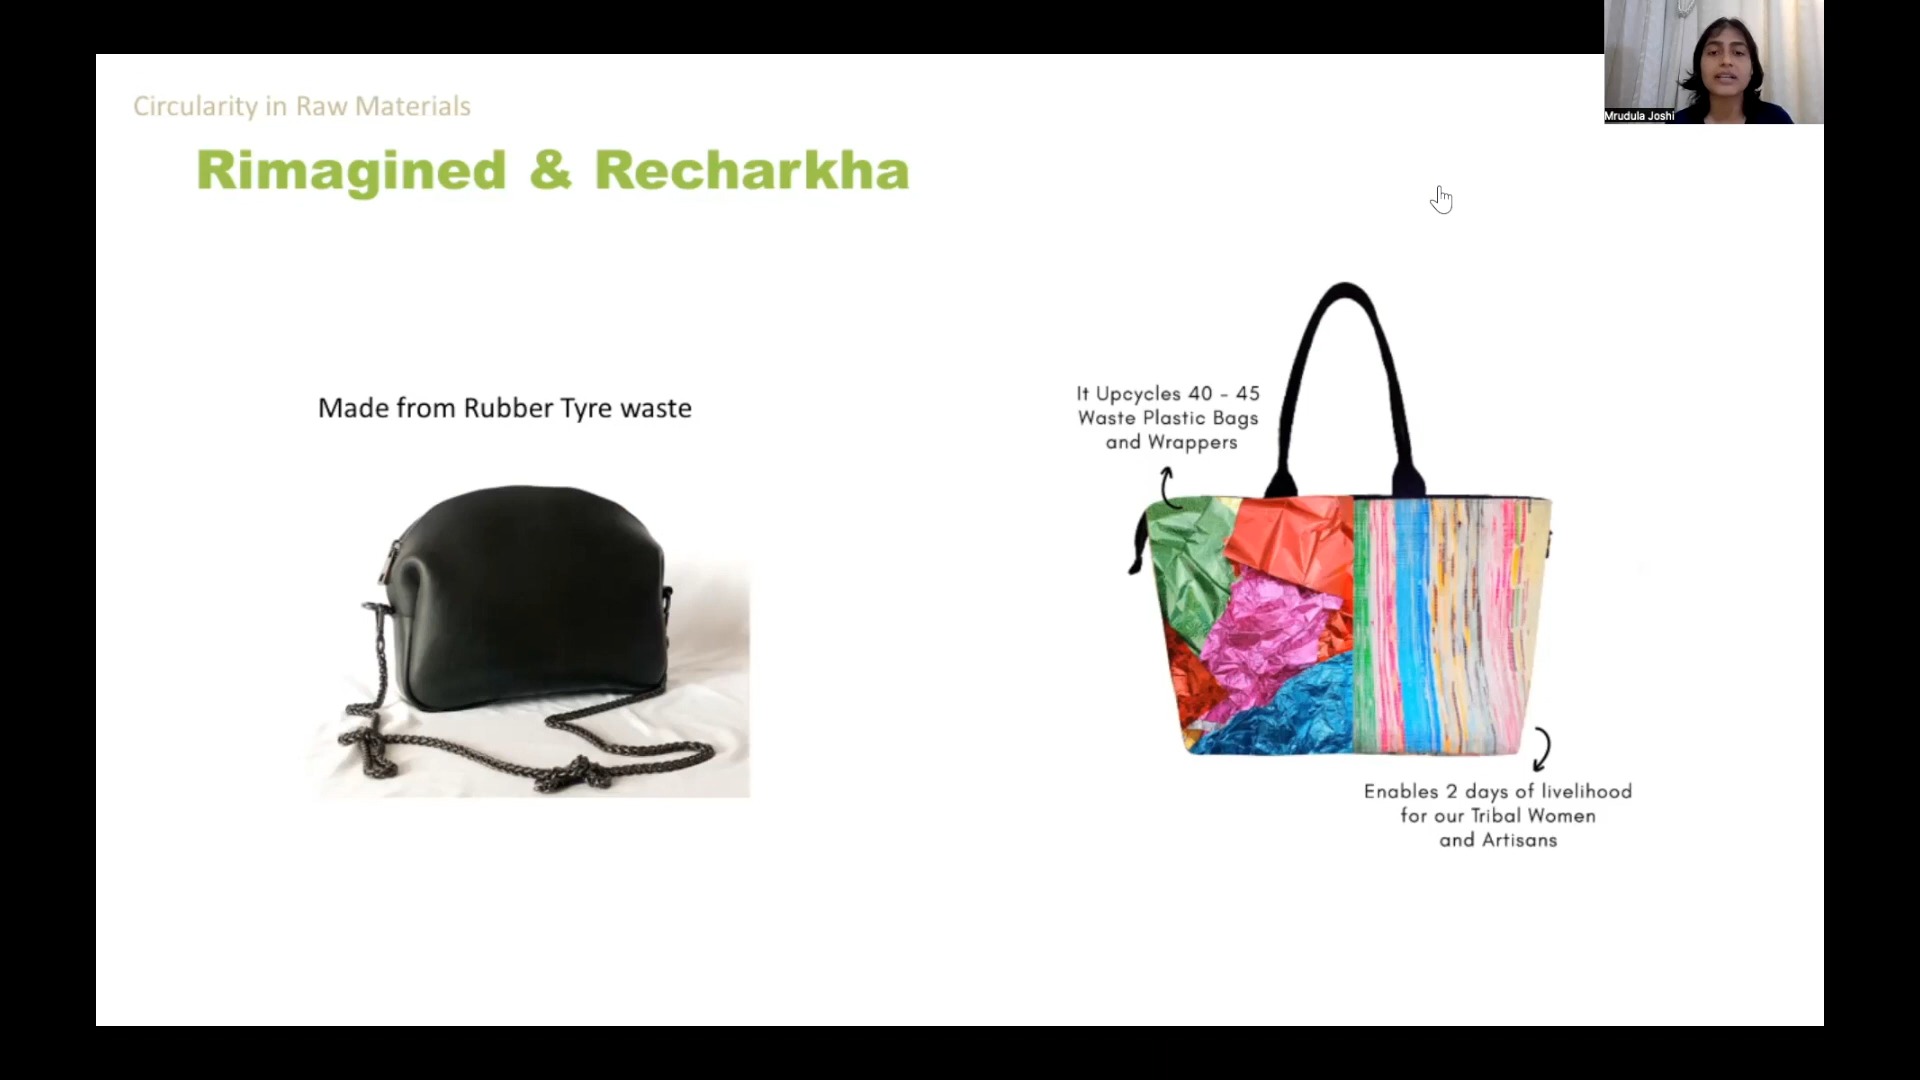 Circularity in Raw Materials
Rimagined & Recharkha
Mrudula Joshi
Made from Rubber Tyre waste
It Upcycles 40 - 45
Waste Plastic Bags
and Wrappers
Enables 2 days of livelihood
for our Tribal Women
and Artisans